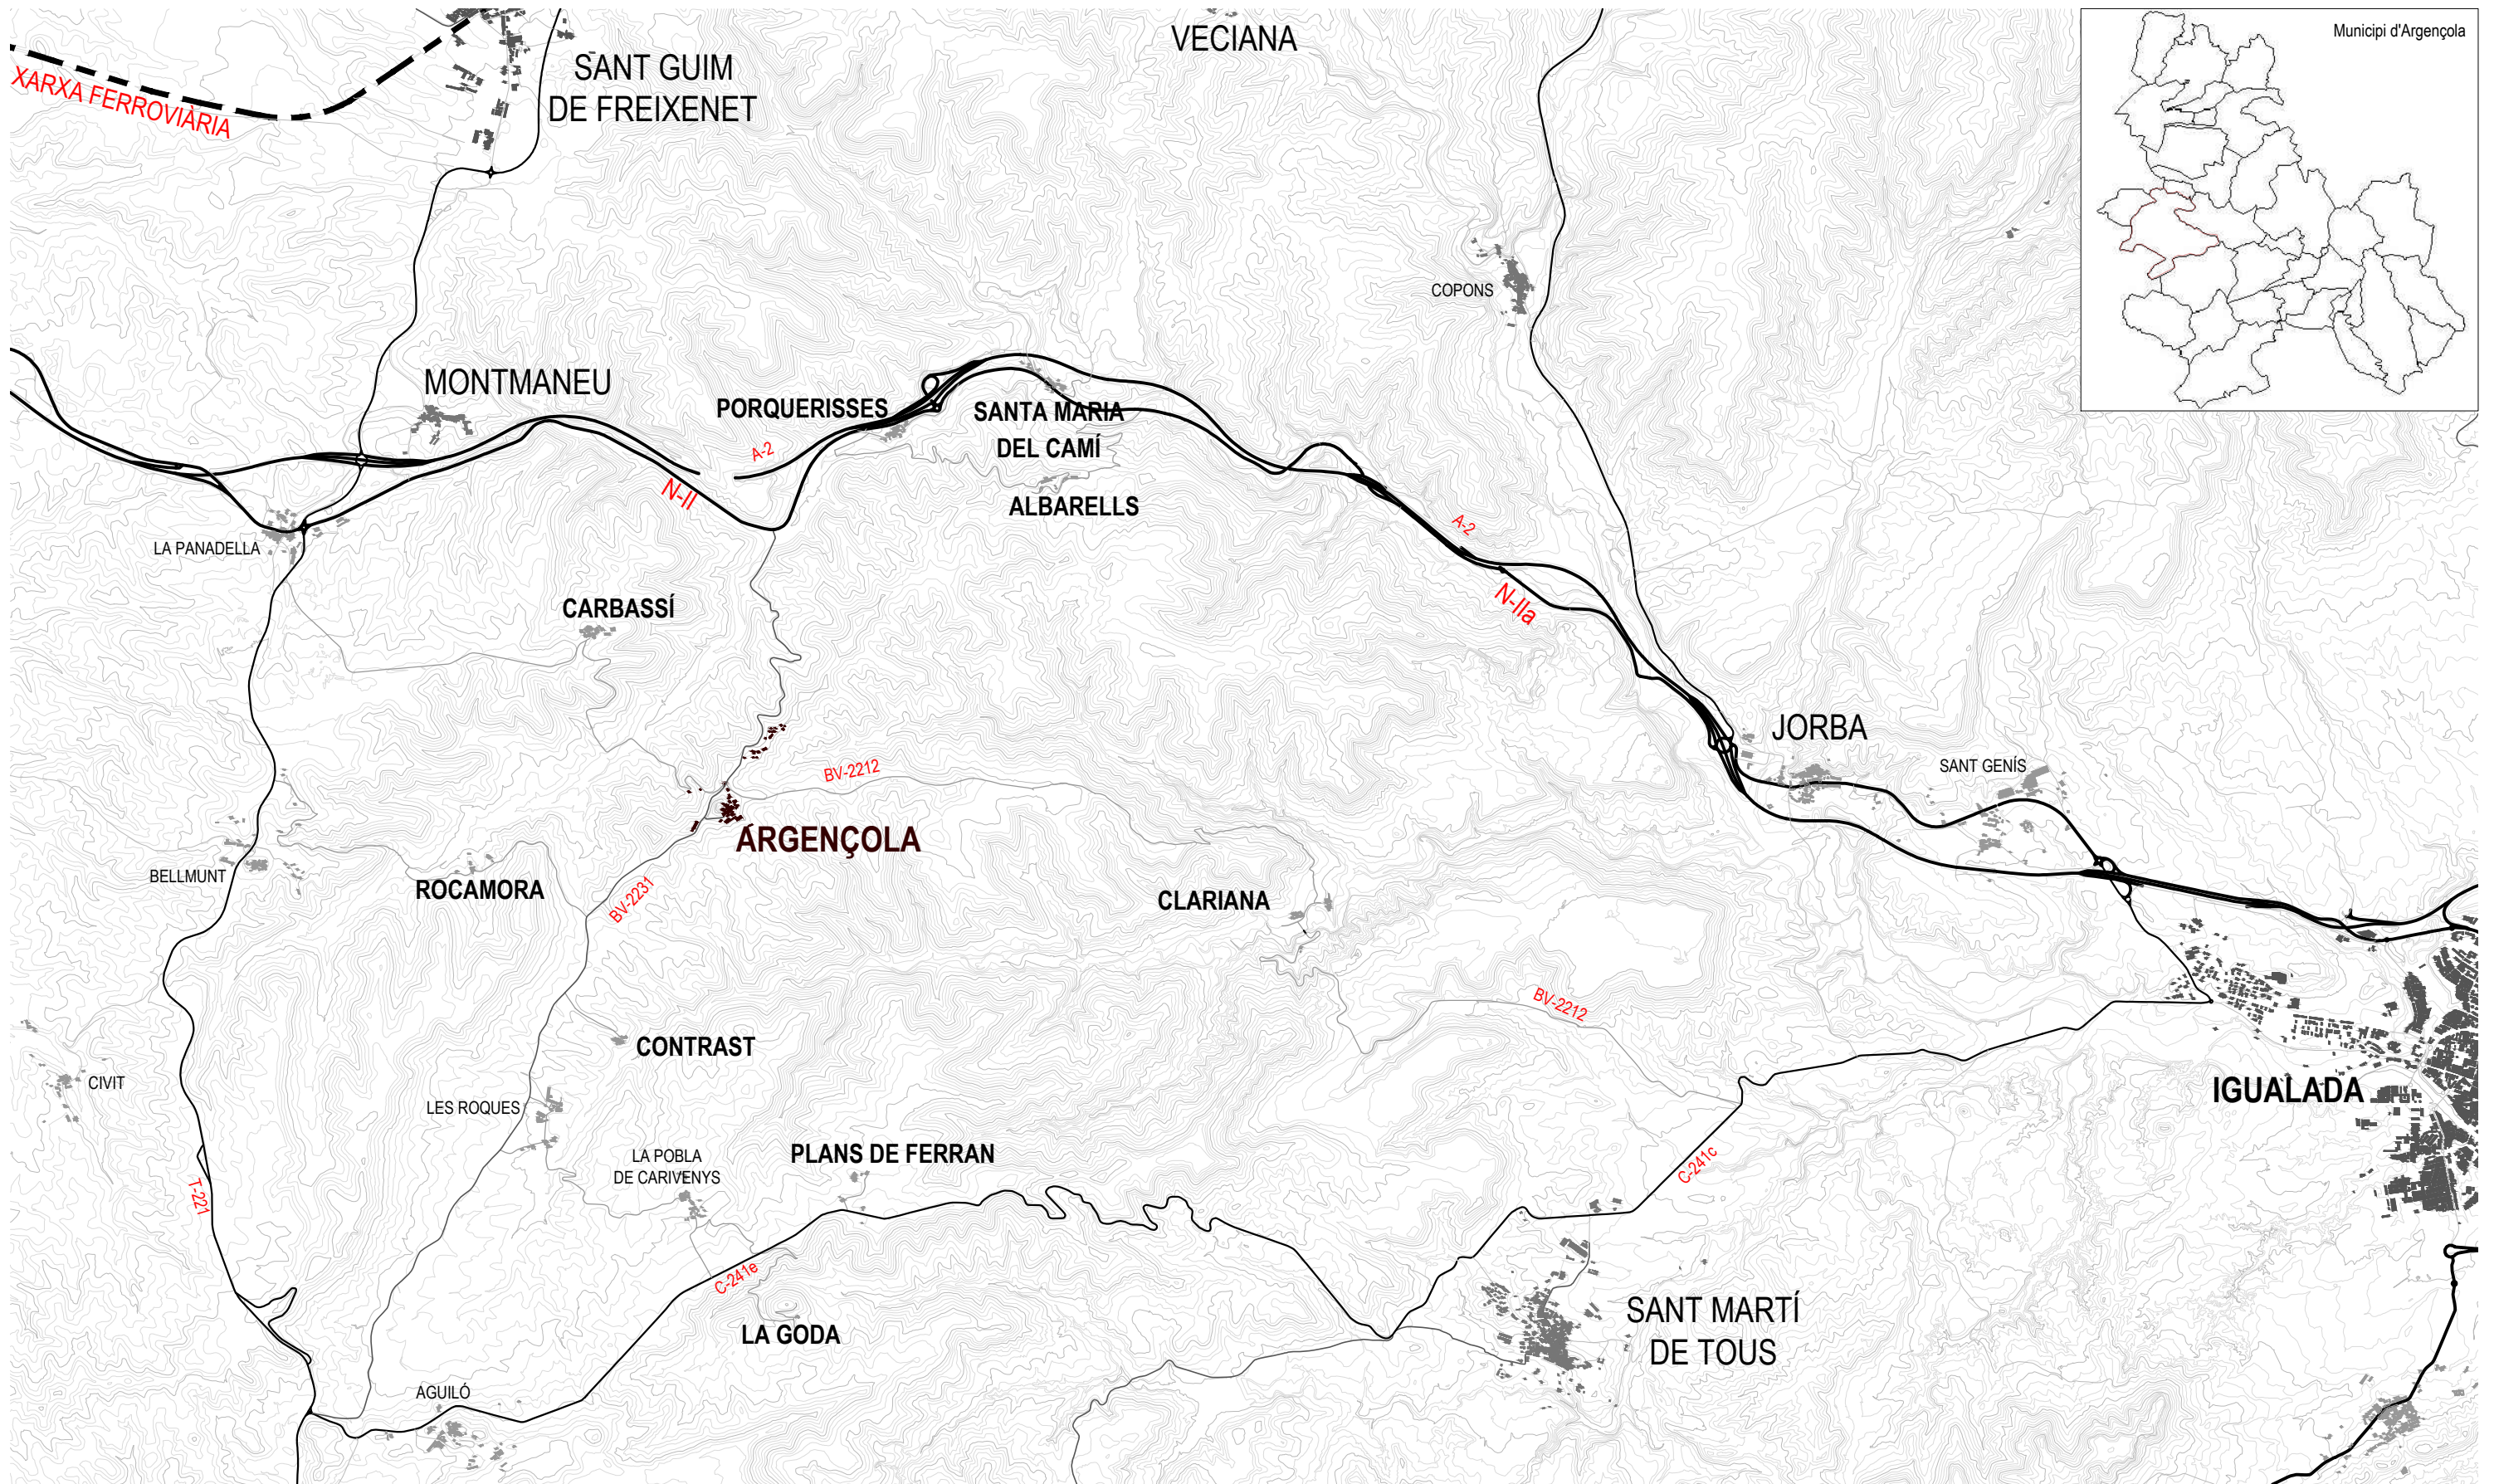 VECIANA
Municipi d'Argençola
SANT GUIM
DE FREIXENET
XARXA FERROVIÀRIA
COPONS
MONTMANEU
PORQUERISSES
SANTA MARIA
DEL CAMÍ
A-2
N-II
ALBARELLS
A-2
LA PANADELLA
N-IIa
CARBASSÍ
JORBA
SANT GENÍS
BV-2212
ARGENÇOLA
BELLMUNT
ROCAMORA
BV-2231
CLARIANA
BV-2212
CONTRAST
CIVIT
IGUALADA
LES ROQUES
PLANS DE FERRAN
LA POBLA
DE CARIVENYS
C-241c
T-221
C-241e
SANT MARTÍ
DE TOUS
LA GODA
AGUILÓ